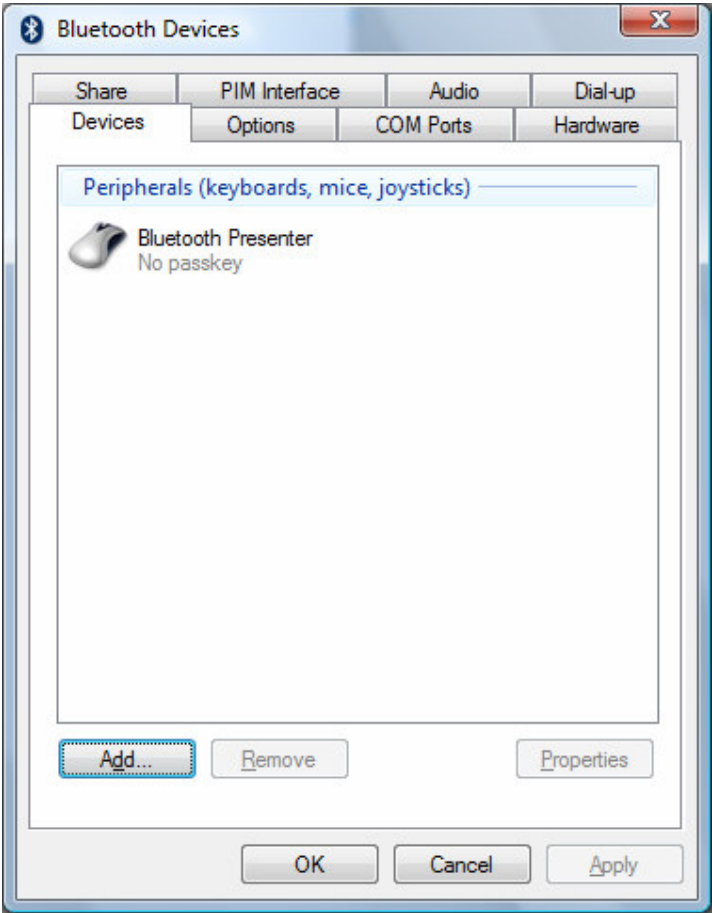 Bluetooth Devices
Share PIM Interface Audio Dial-up
Devices Options COM Ports Hardware
Peripherals (keyboards, mice, joysticks)
Bluetooth Presenter
No passkey
Add... Remove Properties
OK Cancel Apply